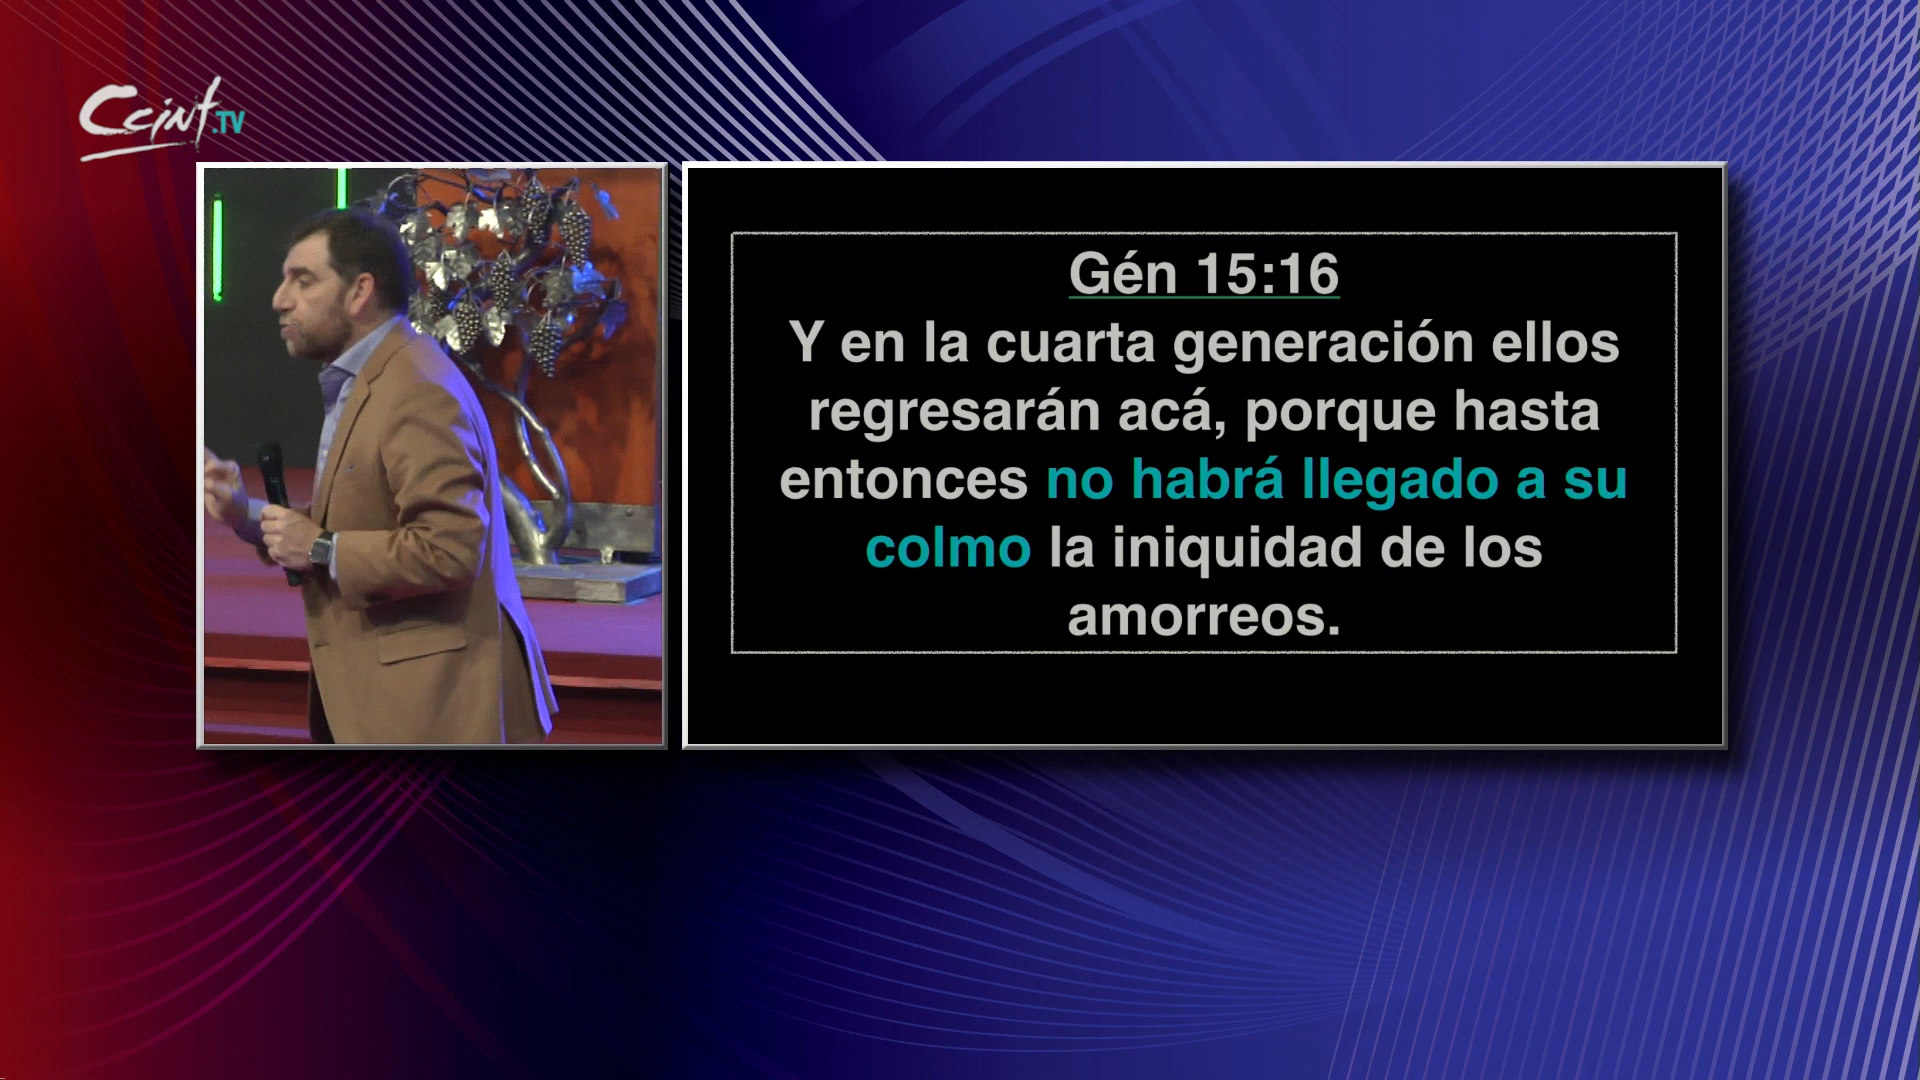 Ccint.TV
Gén 15:16
Y en la cuarta generación ellos
regresarán acá, porque hasta
entonces no habrá llegado a su
colmo la iniquidad de los
amorreos.